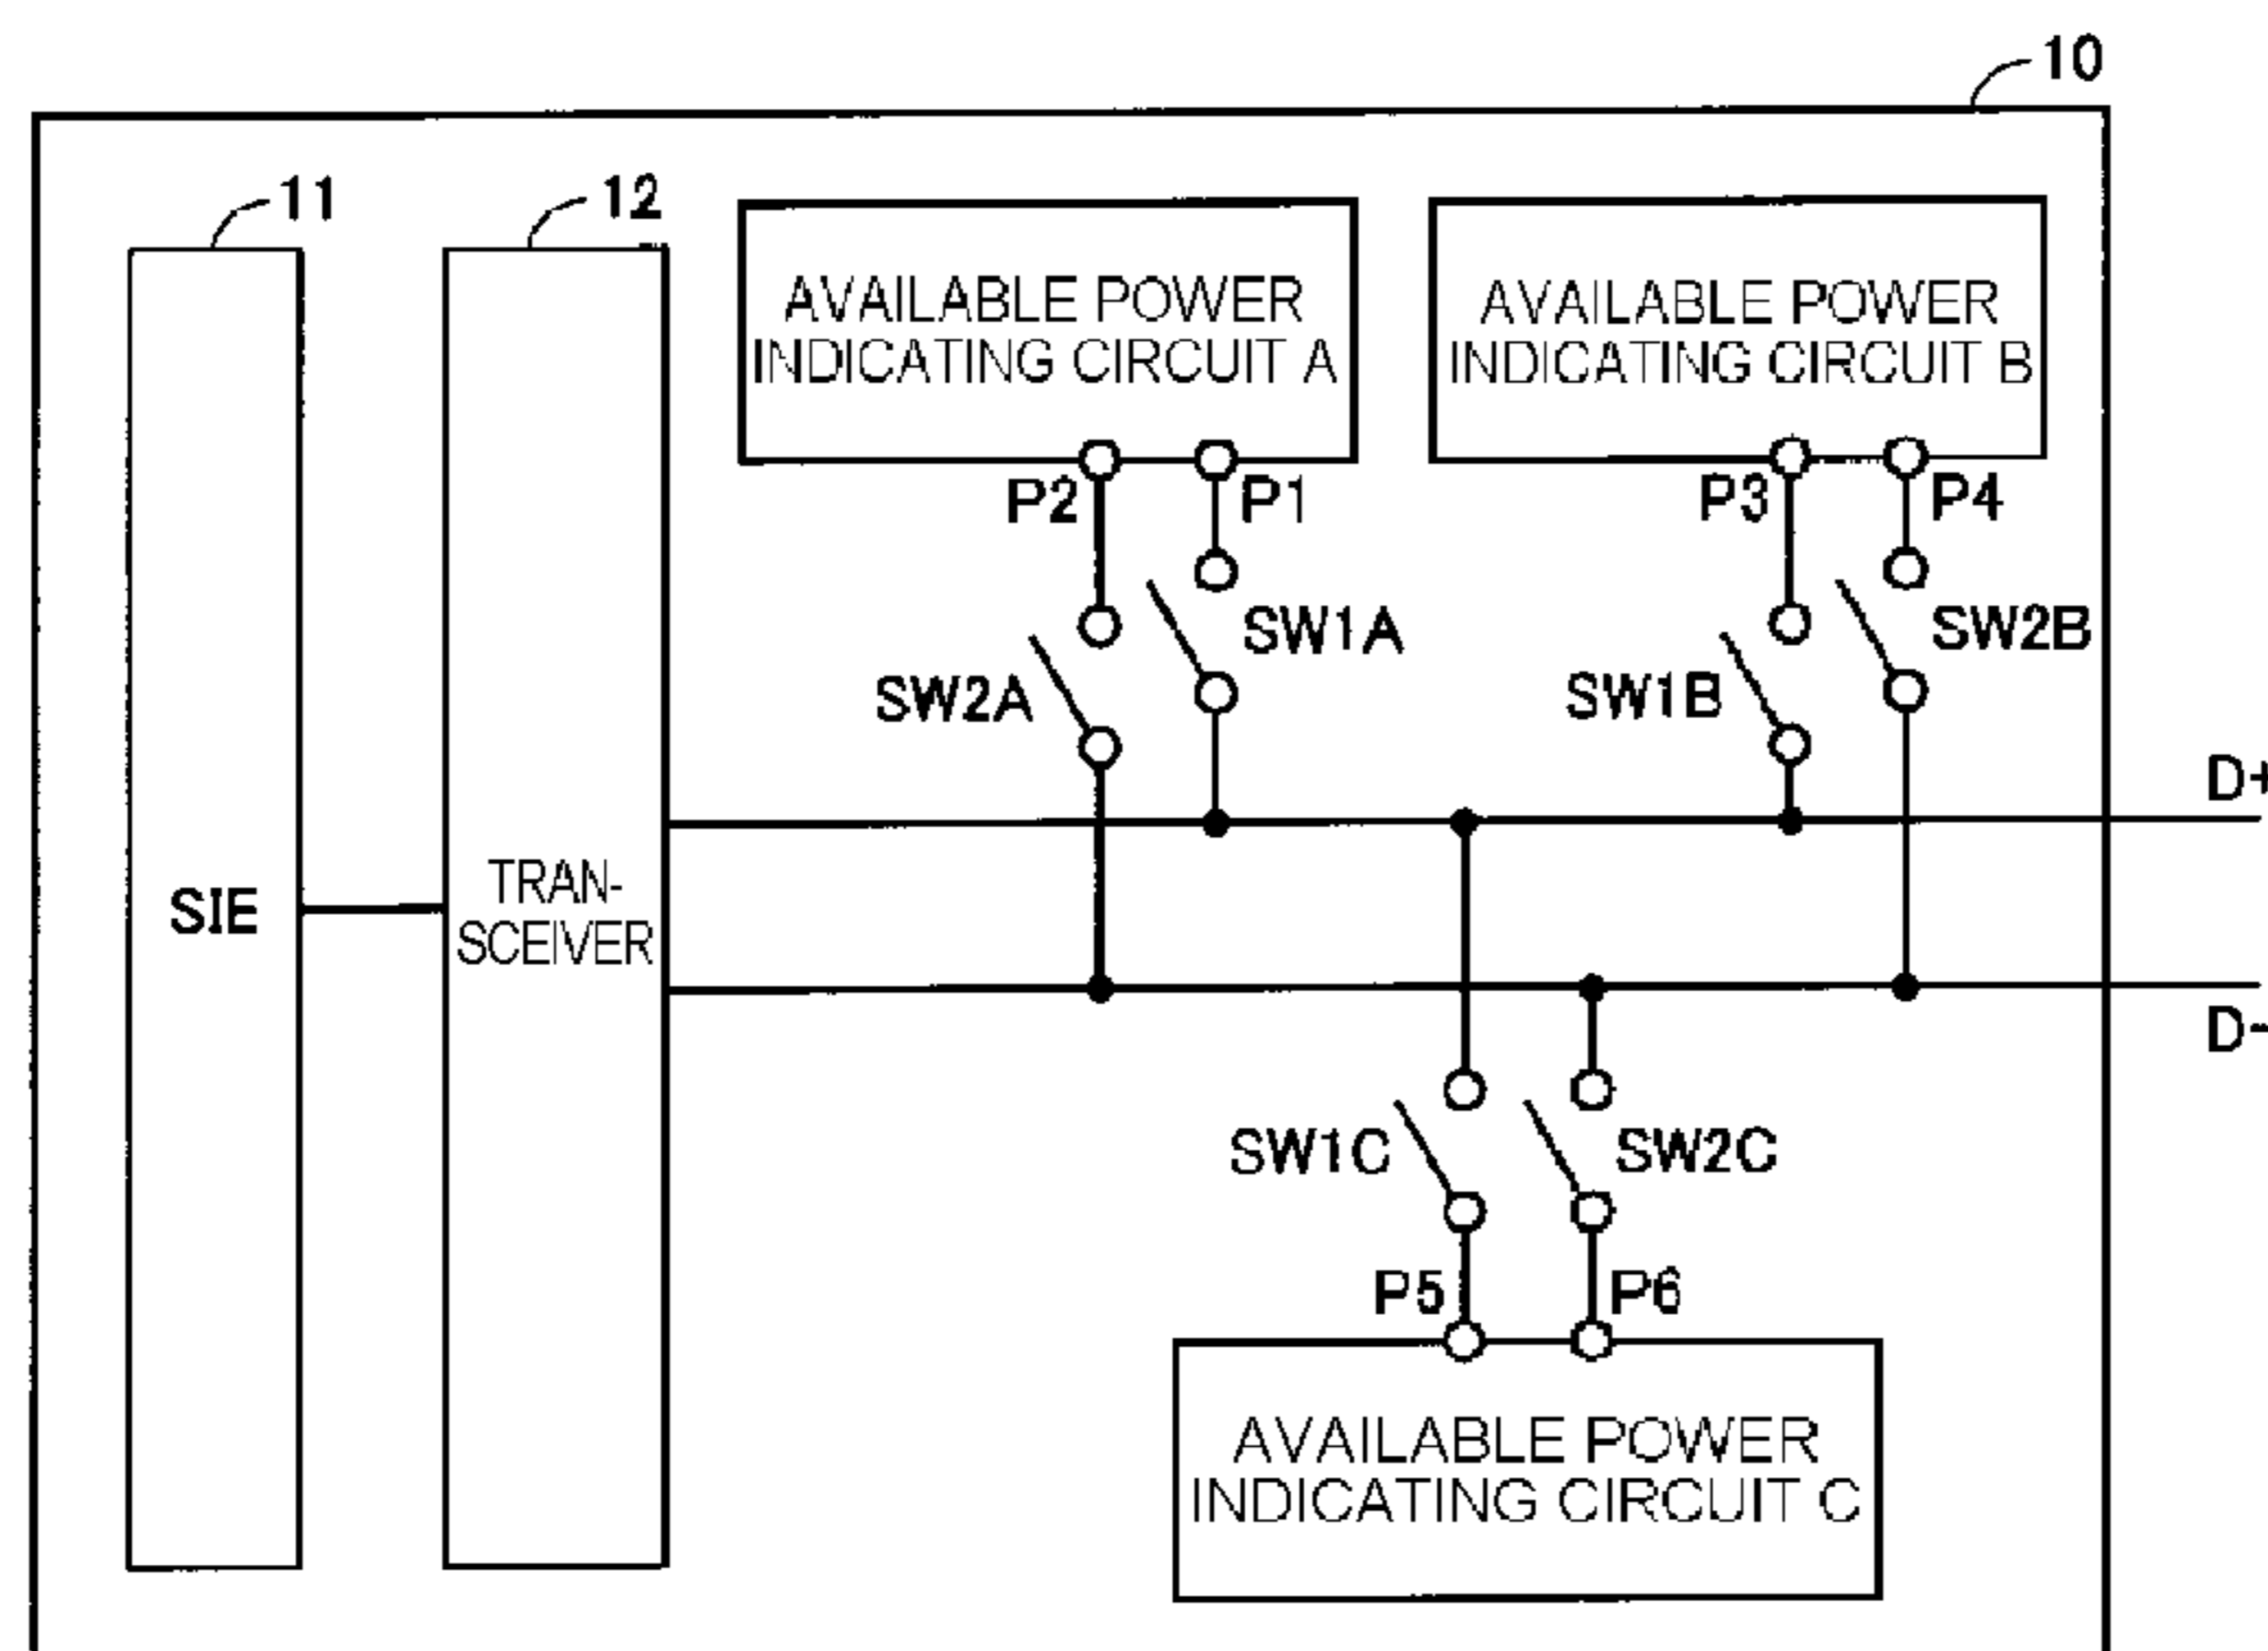 10
11
12
AVAILABLE POWER
INDICATING CIRCUIT A
AVAILABLE POWER
INDICATING CIRCUIT B
P2
P1
P3
P4
SW1A
SW2B
SW2A
SW1B
D+
SIE
TRAN-
SCEIVER
D-
SW1C
SW2C
P5
P6
AVAILABLE POWER
INDICATING CIRCUIT C